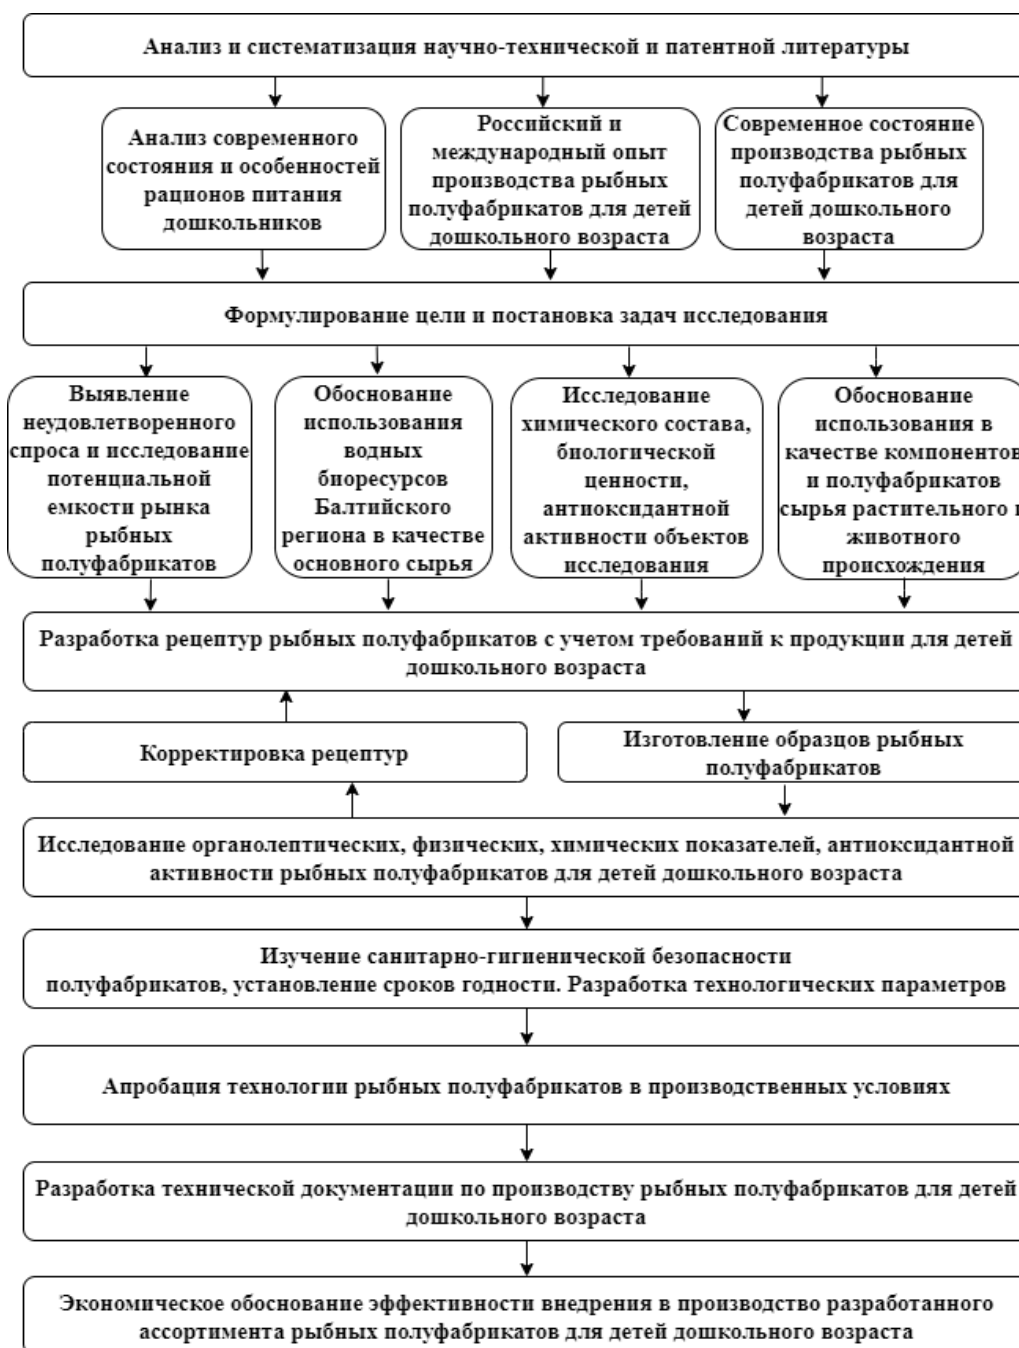 Анализ и систематизация научно-технической и патентной литературы
Анализ современного
состояния и особенностей
рационов питания
дошкольников
Российский и
международный опыт
производства рыбных
полуфабрикатов для детей
дошкольного возраста
Современное состояние
производства рыбных
полуфабрикатов для
детей дошкольного
возраста
Формулирование цели и постановка задач исследования
Выявление
неудовлетворенного
спроса и исследование
потенциальной
емкости рынка
рыбных
полуфабрикатов
Обоснование
использования
водных
биоресурсов
Балтийского
региона в качестве
основного сырья
Исследование
химического состава,
биологической
ценности,
антиоксидантной
активности объектов
исследования
Обоснование
использования в
качестве компонентов
и полуфабрикатов
сырья растительного и
животного
происхождения
Разработка рецептур рыбных полуфабрикатов с учетом требований к продукции для детей
дошкольного возраста
Корректировка рецептур
Изготовление образцов рыбных
полуфабрикатов
Исследование органолептических, физических, химических показателей, антиоксидантной
активности рыбных полуфабрикатов для детей дошкольного возраста
Изучение санитарно-гигиенической безопасности
полуфабрикатов, установление сроков годности. Разработка технологических параметров
Апробация технологии рыбных полуфабрикатов в производственных условиях
Разработка технической документации по производству рыбных полуфабрикатов для детей
дошкольного возраста
Экономическое обоснование эффективности внедрения в производство разработанного
ассортимента рыбных полуфабрикатов для детей дошкольного возраста